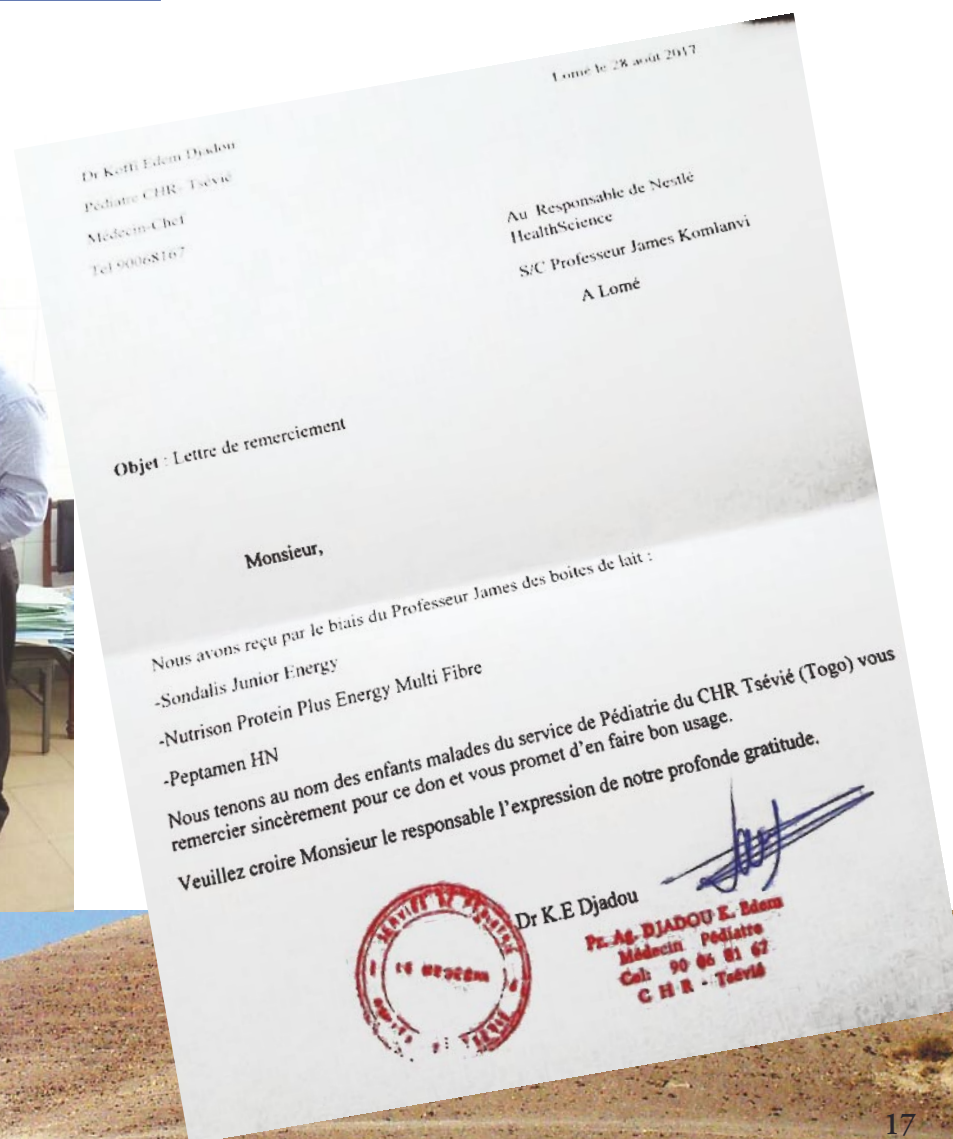 Lomé le 28 août 2017
Dr Koffi Edem Djadou
Pédiatre CHR- Tsévié
Médecin-Chef
Tel 90068167
Au Responsable de Nestlé
HealthScience
S/C Professeur James Komlanvi
A Lomé
Objet : Lettre de remerciement
Monsieur,
Nous avons reçu par le biais du Professeur James des boites de lait :
-Sondalis Junior Energy
-Nutrison Protein Plus Energy Multi Fibre
-Peptamen HN
Nous tenons au nom des enfants malades du service de Pédiatrie du CHR Tsévié (Togo) vous
remercier sincèrement pour ce don et vous promet d'en faire bon usage.
Veuillez croire Monsieur le responsable l'expression de notre profonde gratitude.
Dr K.E Djadou
Pr. Ag. DJADOU K. Edem
Médecin Pédiatre
Cel: 90 06 81 67
C H R - Tsévié
SERVICE DE PEDIATRIE
LE MEDECIN
17